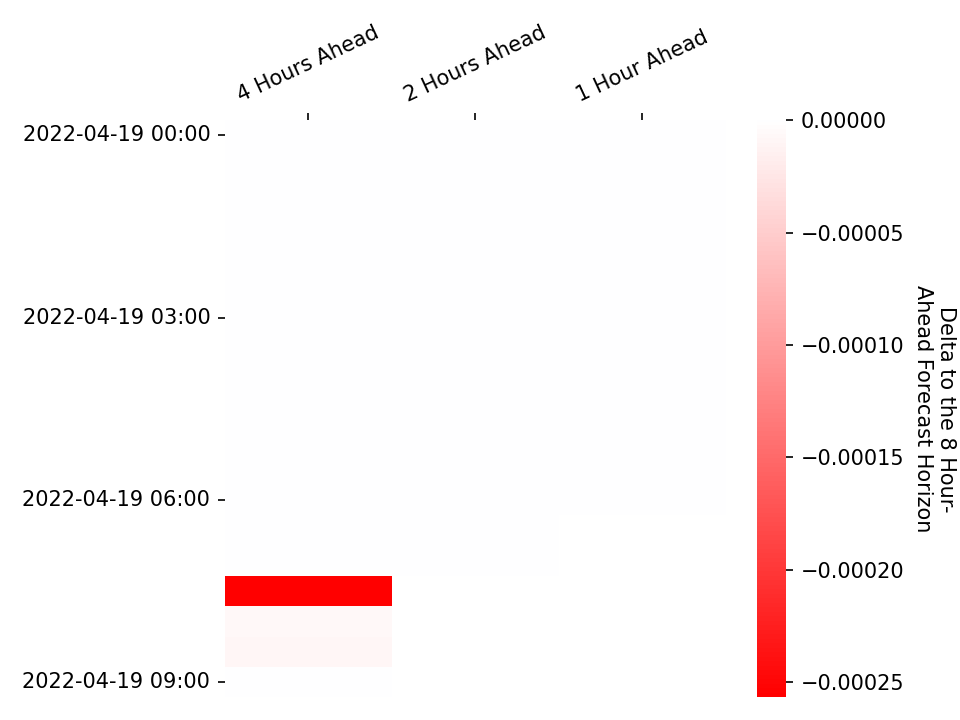 4 Hours Ahead
2 Hours Ahead
1 Hour Ahead
2022-04-19 00:00
2022-04-19 03:00
2022-04-19 06:00
2022-04-19 09:00
0.00000
−0.00005
−0.00010
−0.00015
−0.00020
−0.00025
Delta to the 8 Hour-
Ahead Forecast Horizon